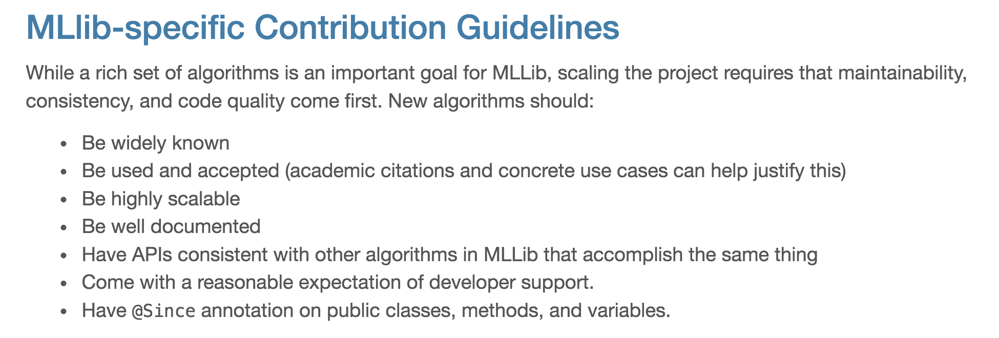 MLlib-specific Contribution Guidelines
While a rich set of algorithms is an important goal for MLLib, scaling the project requires that maintainability,
consistency, and code quality come first. New algorithms should:
• Be widely known
• Be used and accepted (academic citations and concrete use cases can help justify this)
• Be highly scalable
• Be well documented
• Have APIs consistent with other algorithms in MLLib that accomplish the same thing
• Come with a reasonable expectation of developer support.
• Have @Since annotation on public classes, methods, and variables.